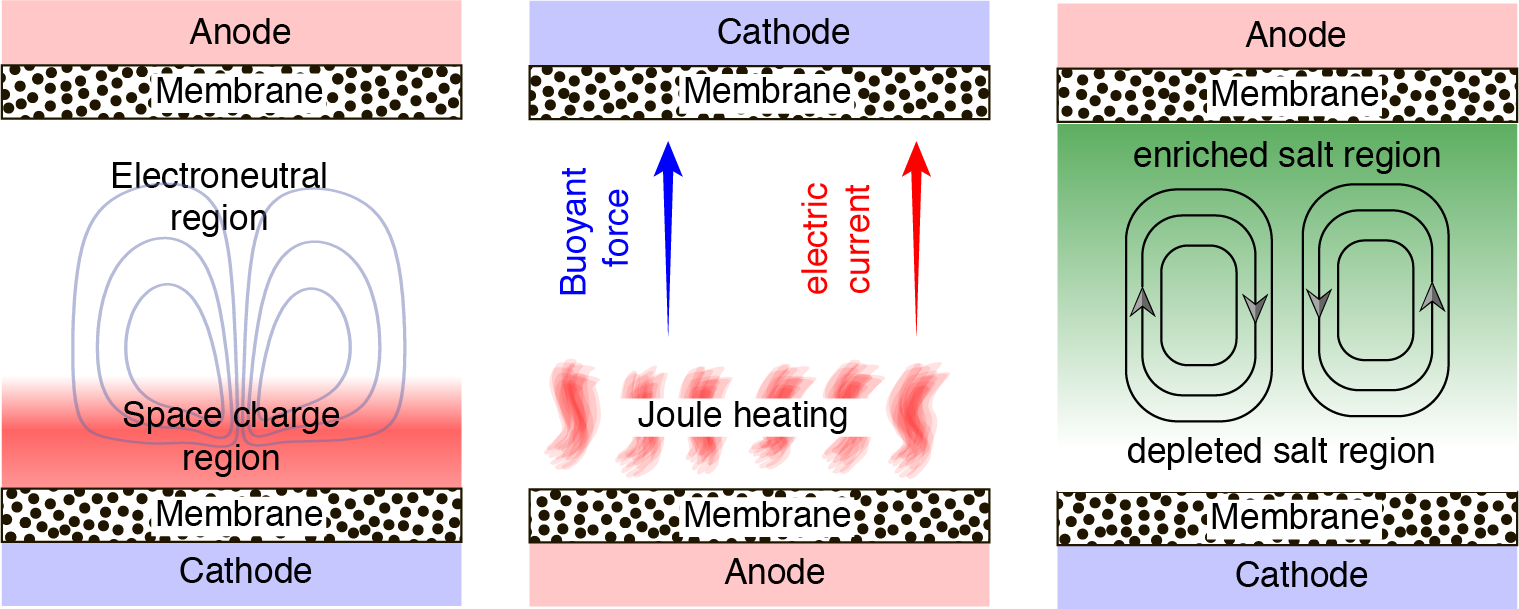 Anode
Membrane
Electroneutral
region
Space charge
region
Membrane
Cathode
Cathode
Membrane
Buoyant
force
electric
current
Joule heating
Membrane
Anode
Anode
Membrane
enriched salt region
depleted salt region
Membrane
Cathode